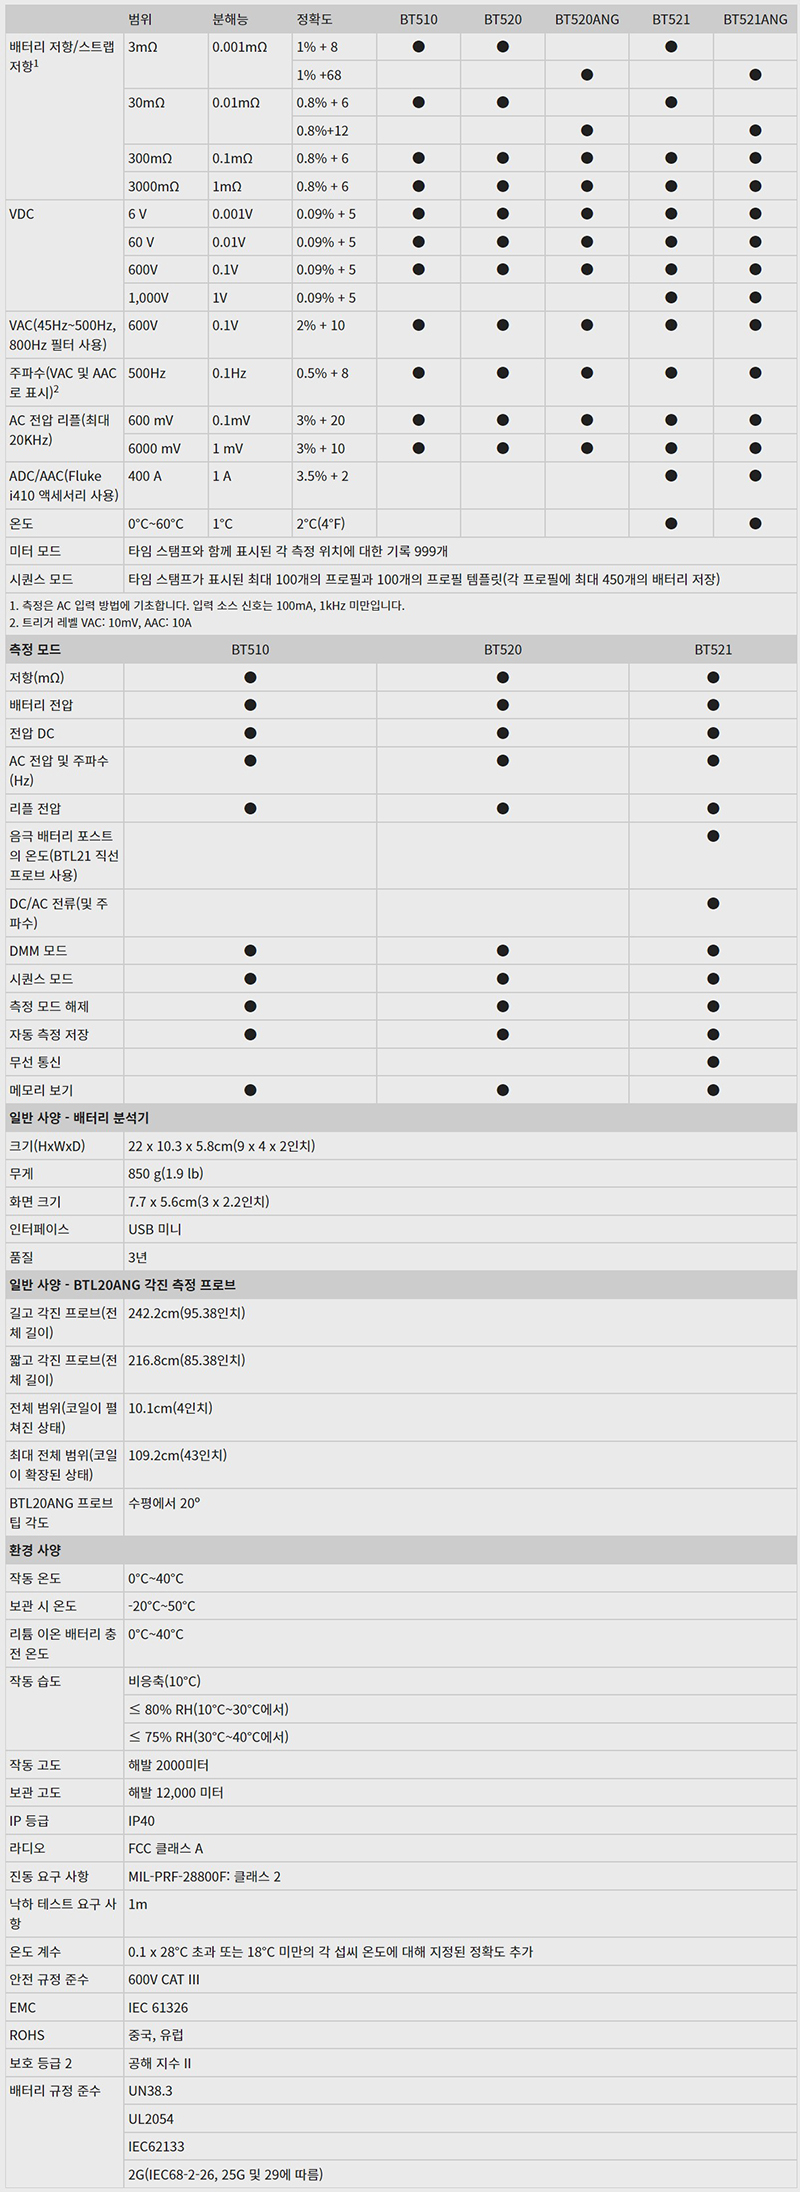 범위 분해능 정확도 BT510 BT520 BT520ANG BT521 BT521ANG
배터리 저항/스트랩 3mΩ 0.001mΩ 1% + 8 ● ● ●
저항1
1% +68 ● ●
30mΩ 0.01mΩ 0.8% + 6 ● ● ●
0.8%+12 ● ●
300mΩ 0.1mΩ 0.8% + 6 ● ● ● ● ●
3000mΩ 1mΩ 0.8% + 6 ● ● ● ● ●
VDC 6 V 0.001V 0.09% + 5 ● ● ● ● ●
60 V 0.01V 0.09% + 5 ● ● ● ● ●
600V 0.1V 0.09% + 5 ● ● ● ● ●
1,000V 1V 0.09% + 5 ● ●
VAC(45Hz~500Hz, 600V 0.1V 2% + 10 ● ● ● ● ●
800Hz 필터 사용)
주파수(VAC 및 AAC 500Hz 0.1Hz 0.5% + 8 ● ● ● ● ●
로 표시)2
AC 전압 리플(최대 600 mV 0.1mV 3% + 20 ● ● ● ● ●
20KHz)
6000 mV 1 mV 3% + 10 ● ● ● ● ●
ADC/AAC(Fluke 400 A 1 A 3.5% + 2 ● ●
i410 액세서리 사용)
온도 0°C~60°C 1°C 2°C(4°F) ● ●
미터 모드 타임 스탬프와 함께 표시된 각 측정 위치에 대한 기록 999개
시퀀스 모드 타임 스탬프가 표시된 최대 100개의 프로필과 100개의 프로필 템플릿(각 프로필에 최대 450개의 배터리 저장)
1. 측정은 AC 입력 방법에 기초합니다. 입력 소스 신호는 100mA, 1kHz 미만입니다.
2. 트리거 레벨 VAC: 10mV, AAC: 10A
측정 모드 BT510 BT520 BT521
저항(mΩ) ● ● ●
배터리 전압 ● ● ●
전압 DC ● ● ●
AC 전압 및 주파수 ● ● ●
(Hz)
리플 전압 ● ● ●
음극 배터리 포스트 ●
의 온도(BTL21 직선
프로브 사용)
DC/AC 전류(및 주 ●
파수)
DMM 모드 ● ● ●
시퀀스 모드 ● ● ●
측정 모드 해제 ● ● ●
자동 측정 저장 ● ● ●
무선 통신 ●
메모리 보기 ● ● ●
일반 사양 - 배터리 분석기
크기(HxWxD) 22 x 10.3 x 5.8cm(9 x 4 x 2인치)
무게 850 g(1.9 lb)
화면 크기 7.7 x 5.6cm(3 x 2.2인치)
인터페이스 USB 미니
품질 3년
일반 사양 - BTL20ANG 각진 측정 프로브
길고 각진 프로브(전 242.2cm(95.38인치)
체 길이)
짧고 각진 프로브(전 216.8cm(85.38인치)
체 길이)
전체 범위(코일이 펼 10.1cm(4인치)
쳐진 상태)
최대 전체 범위(코일 109.2cm(43인치)
이 확장된 상태)
BTL20ANG 프로브 수평에서 20º
팁 각도
환경 사양
작동 온도 0°C~40°C
보관 시 온도 -20°C~50°C
리튬 이온 배터리 충 0°C~40°C
전 온도
작동 습도 비응축(10°C)
≤ 80% RH(10°C~30°C에서)
≤ 75% RH(30°C~40°C에서)
작동 고도 해발 2000미터
보관 고도 해발 12,000 미터
IP 등급 IP40
라디오 FCC 클래스 A
진동 요구 사항 MIL-PRF-28800F: 클래스 2
낙하 테스트 요구 사 1m
항
온도 계수 0.1 x 28°C 초과 또는 18°C 미만의 각 섭씨 온도에 대해 지정된 정확도 추가
안전 규정 준수 600V CAT III
EMC IEC 61326
ROHS 중국, 유럽
보호 등급 2 공해 지수 II
배터리 규정 준수 UN38.3
UL2054
IEC62133
2G(IEC68-2-26, 25G 및 29에 따름)